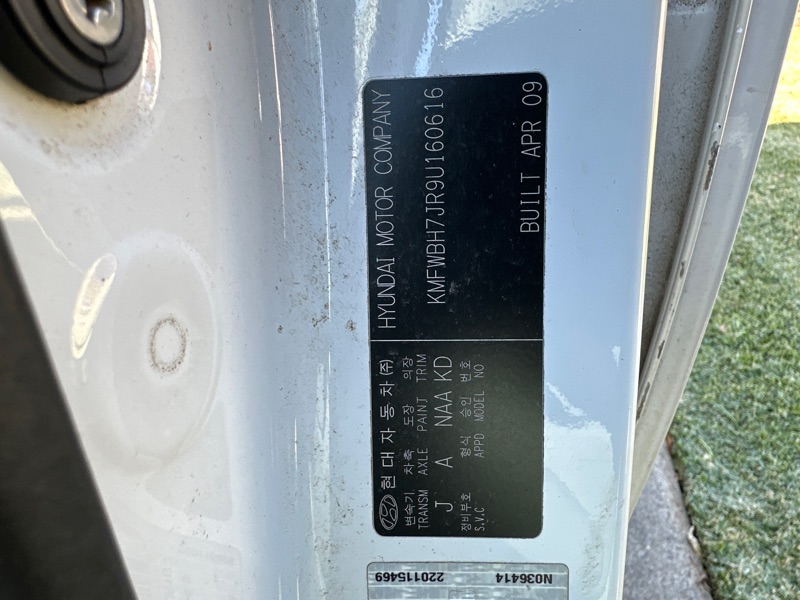 현대자동차(주) HYUNDAI MOTOR COMPANY
변속기 차축 도장 의장
TRANSM AXLE PAINT TRIM
J A NAA KD KMFWBH7JR9U160616
정비부호 형식 승인 번호
S.V.C APPD MODEL NO
BUILT APR 09
N036414
220115469